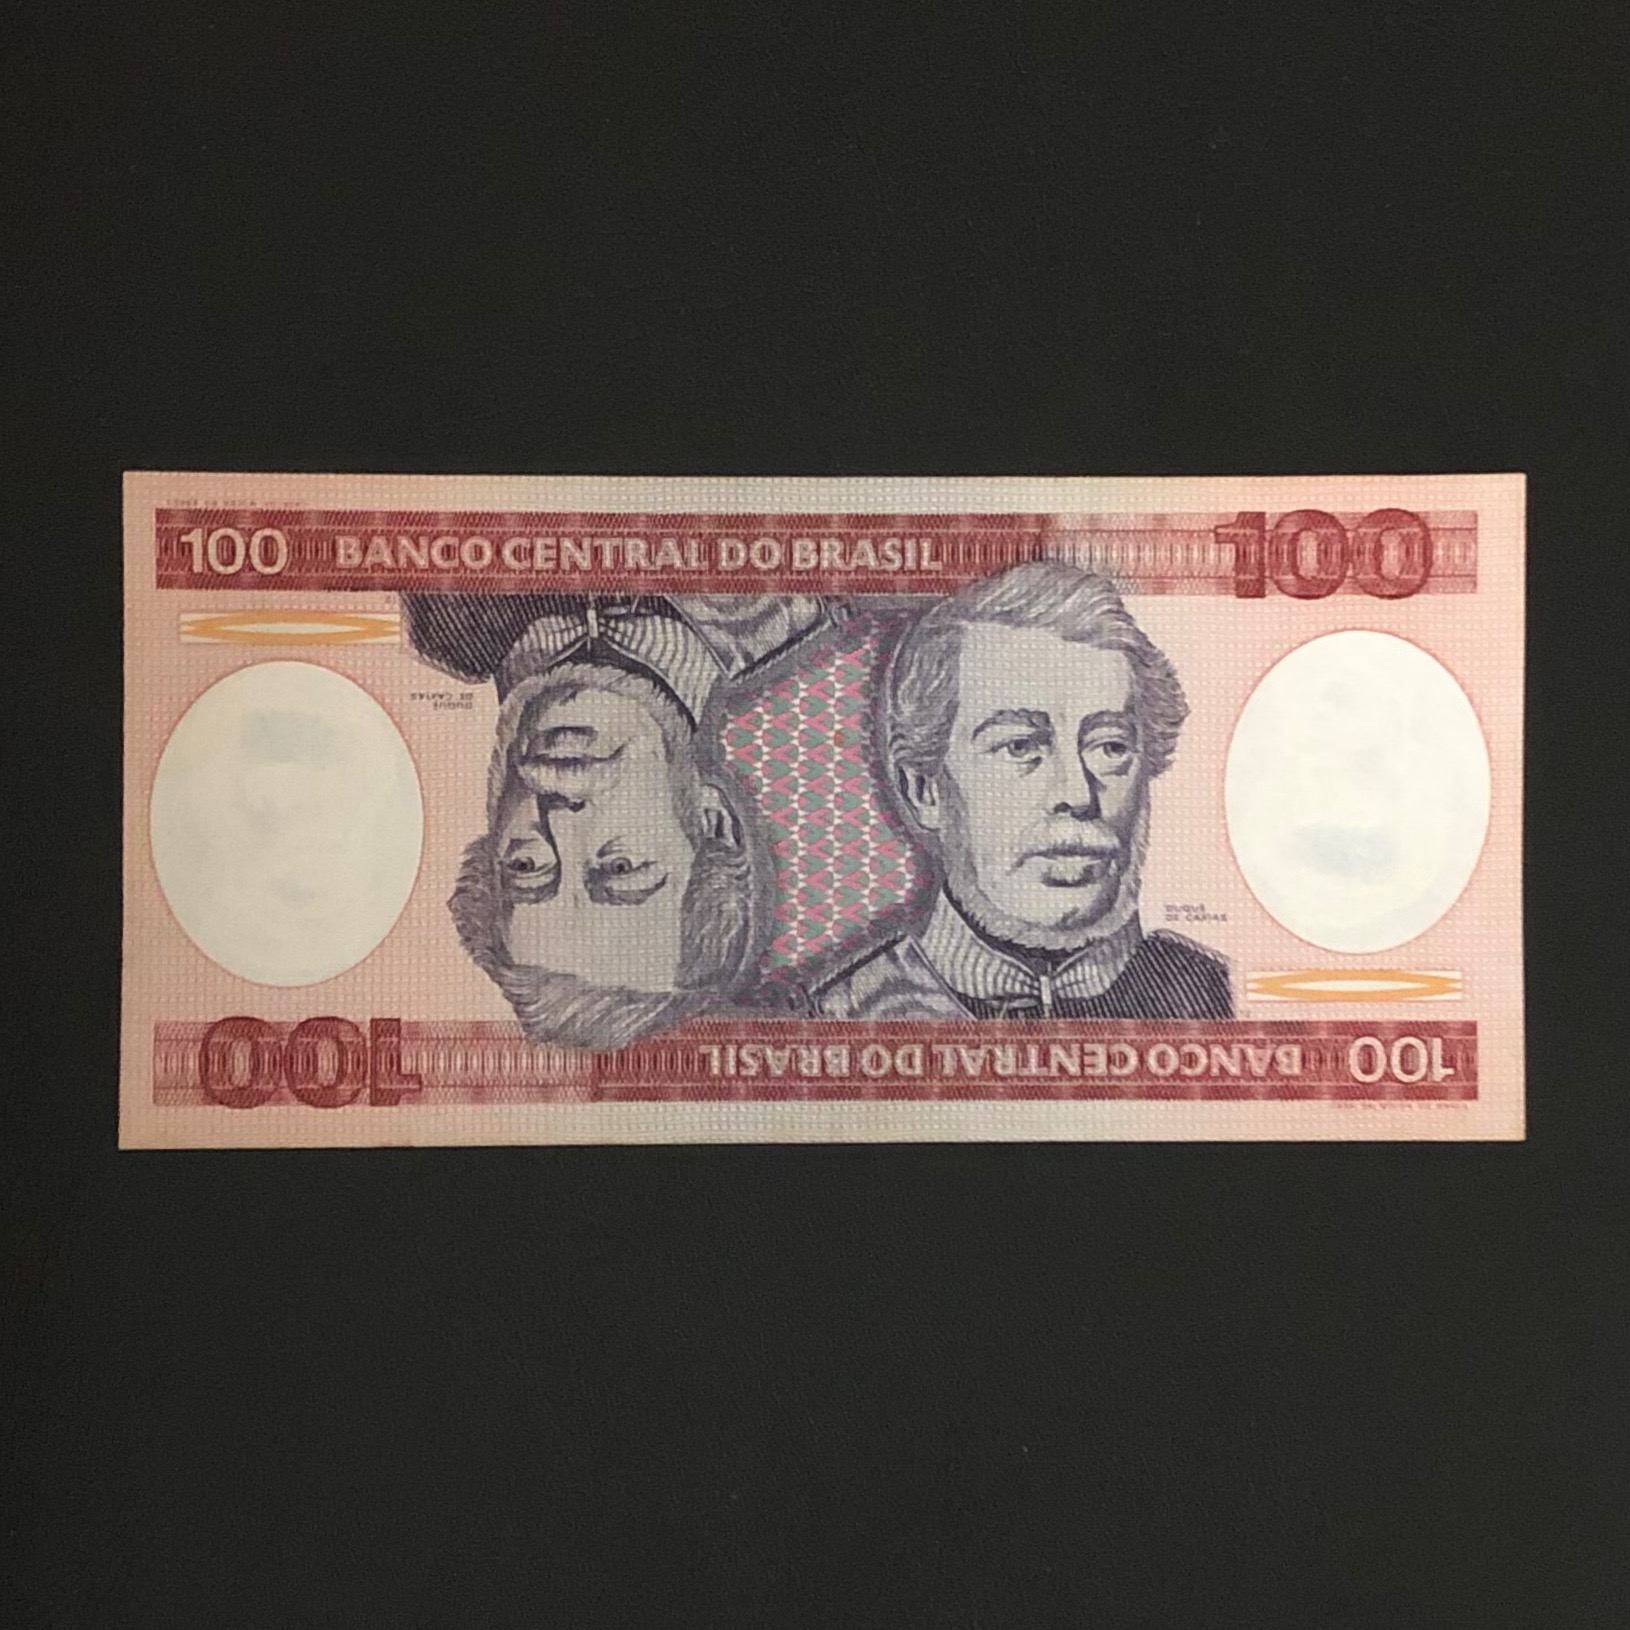 100 BANCO CENTRAL DO BRASIL 100
DUQUE
DE CAXIAS
DUQUE
DE CAXIAS
100 BANCO CENTRAL DO BRASIL 100